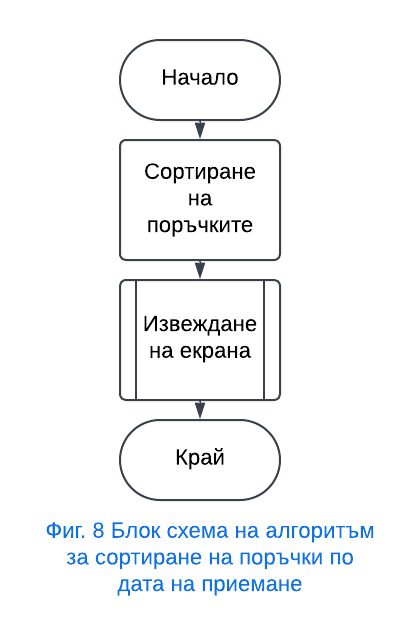 Начало
Сортиране
на
поръчките
Извеждане
на екрана
Край
Фиг. 8 Блок схема на алгоритъм
за сортиране на поръчки по
дата на приемане